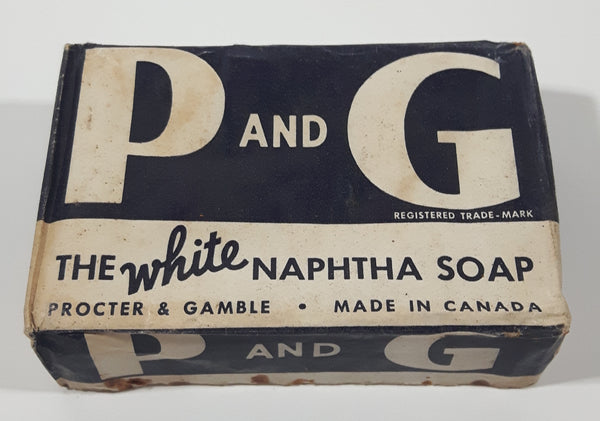 P AND G
REGISTERED TRADE-MARK
THE white NAPHTHA SOAP
PROCTER & GAMBLE • MADE IN CANADA
P AND G